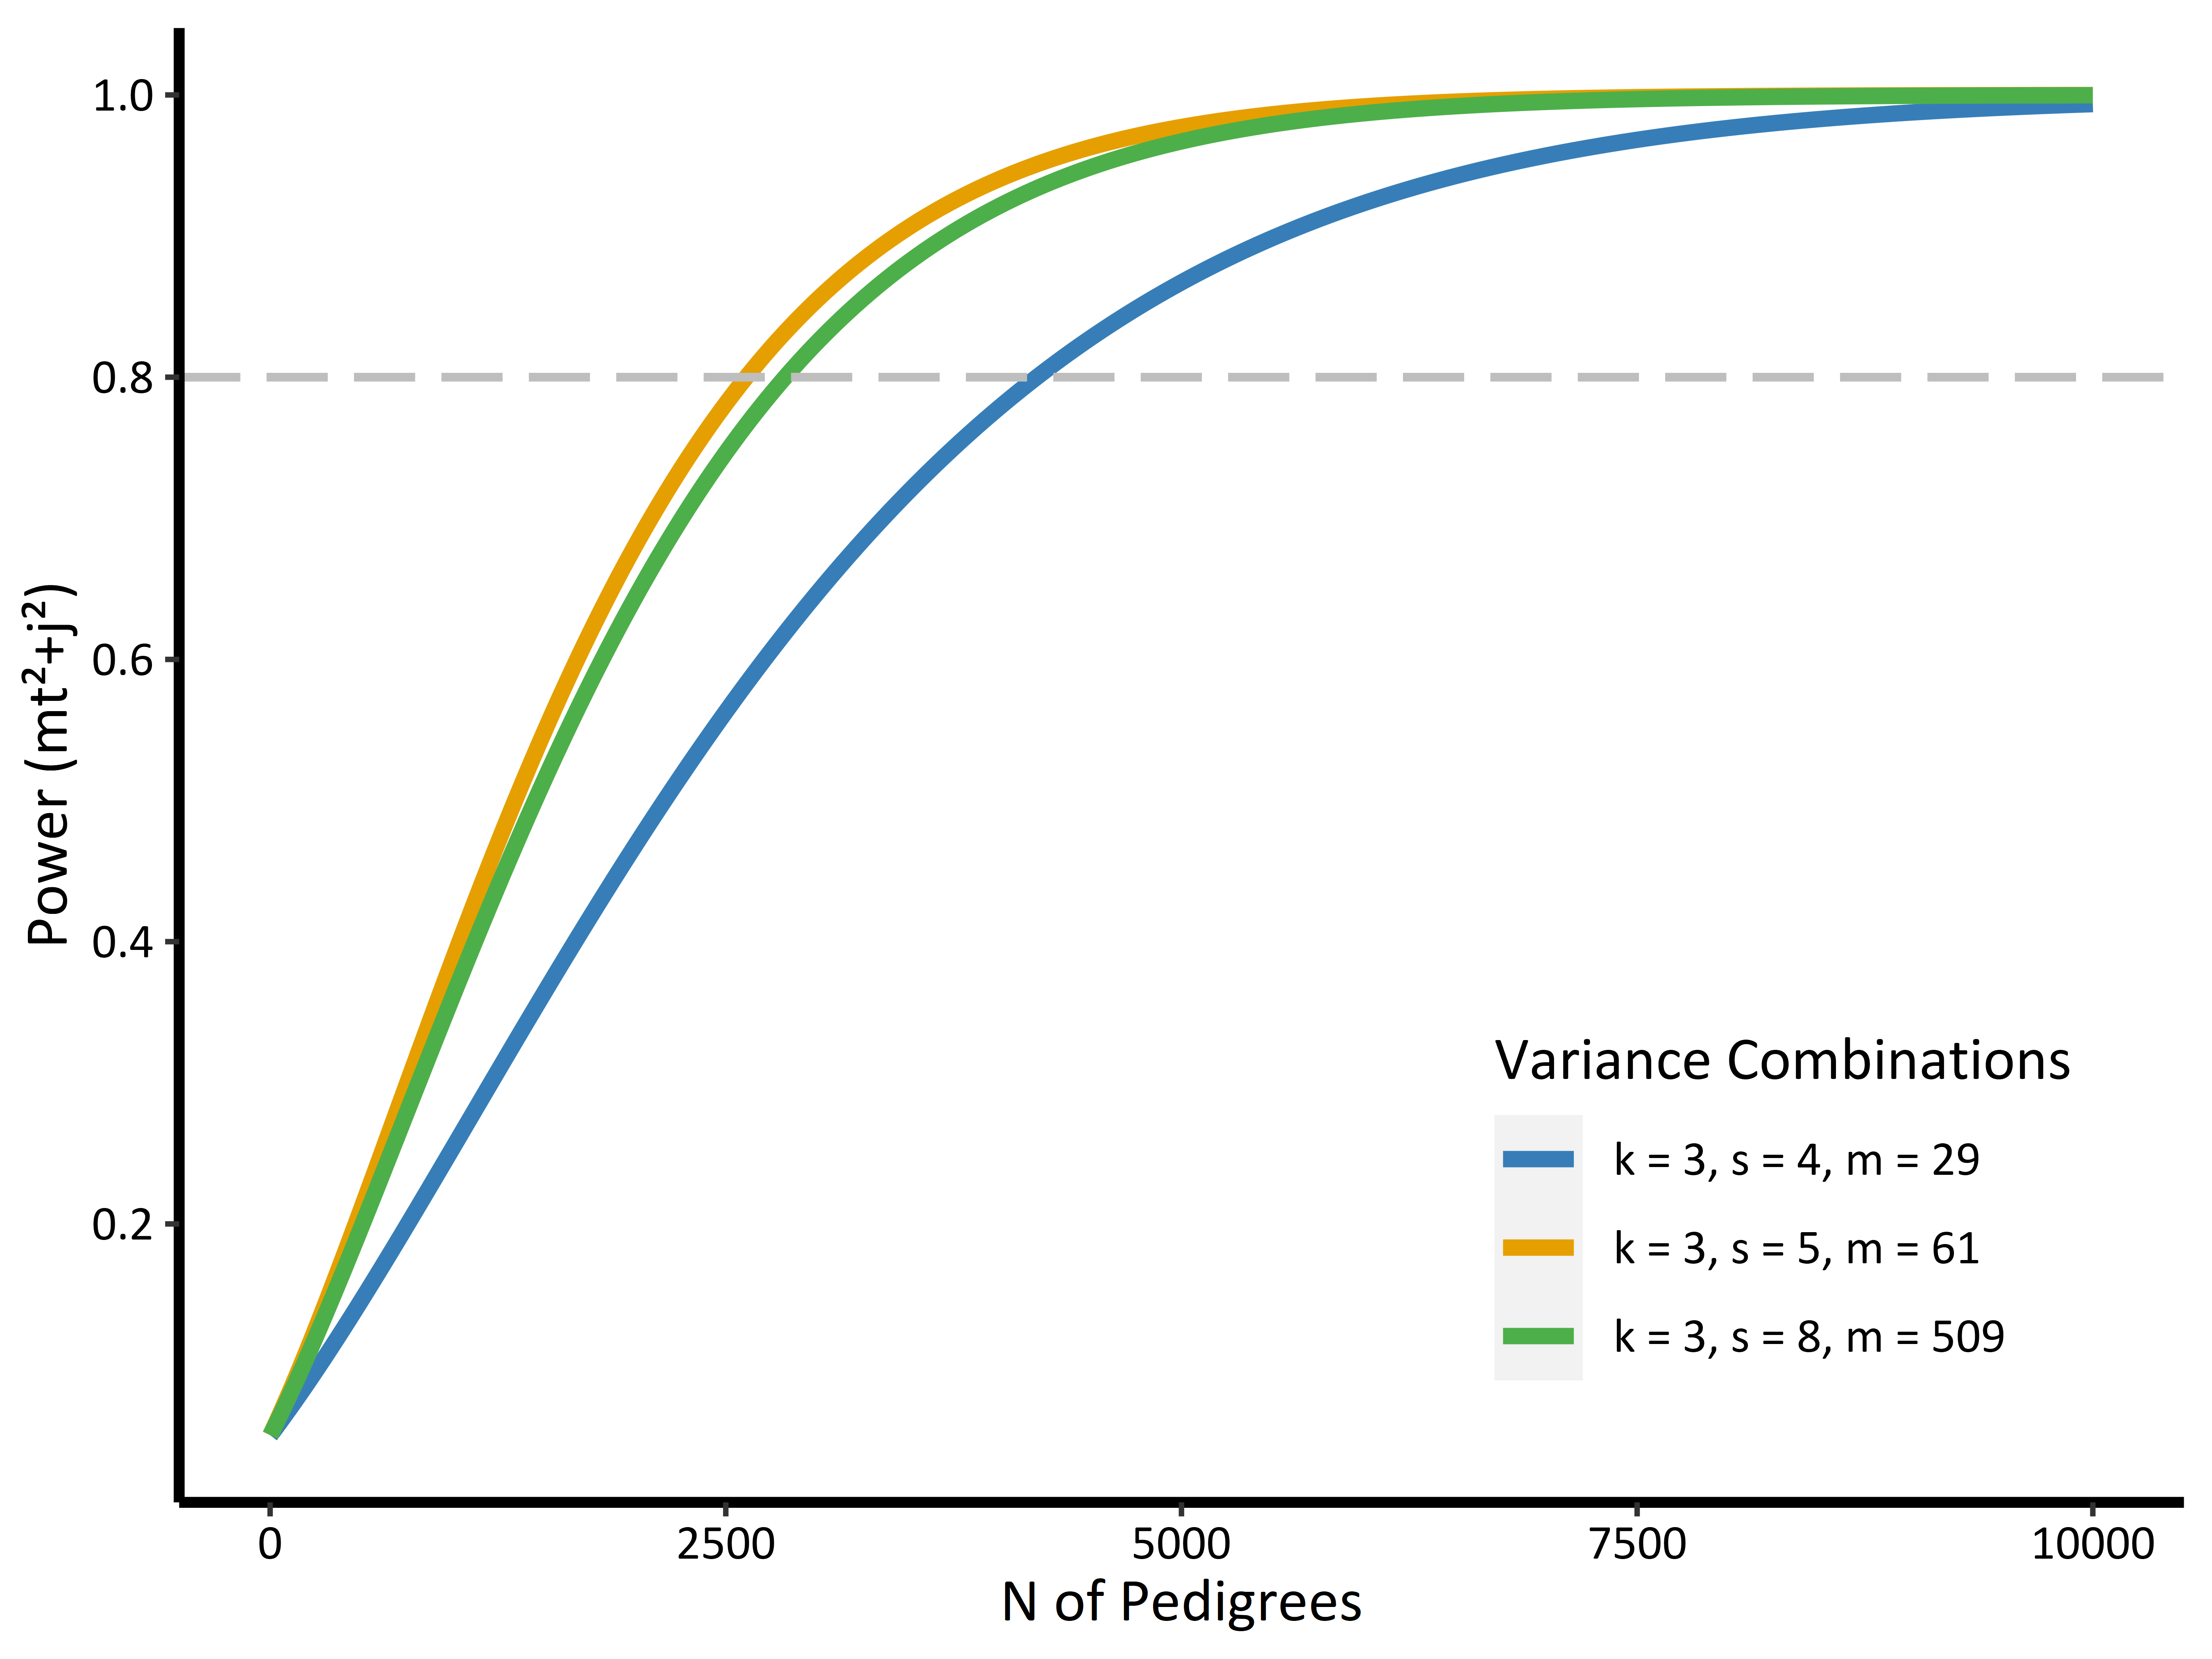 1.0
0.8
0.6
0.4
0.2
Power (mt²+j²)
Variance Combinations
k = 3, s = 4, m = 29
k = 3, s = 5, m = 61
k = 3, s = 8, m = 509
0 2500 5000 7500 10000
N of Pedigrees